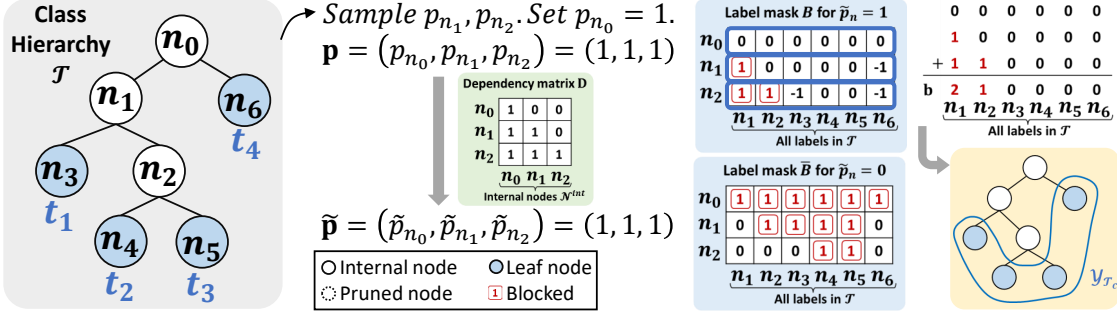 Class
Hierarchy
𝒯
n₀
n₁
n₆
t₄
n₃
n₂
t₁
n₄
n₅
t₂
t₃
Sample pₙ₁, pₙ₂. Set pₙ₀ = 1.
𝐩 = (pₙ₀, pₙ₁, pₙ₂) = (1, 1, 1)
Dependency matrix D
n₀ 1 0 0
n₁ 1 1 0
n₂ 1 1 1
n₀ n₁ n₂
Internal nodes 𝒩ⁱⁿᵗ
p̃ = (p̃ₙ₀, p̃ₙ₁, p̃ₙ₂) = (1, 1, 1)
Internal node
Leaf node
Pruned node
1 Blocked
Label mask B for p̃ₙ = 1
n₀ 0 0 0 0 0 0
n₁ 1 0 0 0 0 -1
n₂ 1 1 -1 0 0 -1
n₁ n₂ n₃ n₄ n₅ n₆
All labels in 𝒯
Label mask B̄ for p̃ₙ = 0
n₀ 1 1 1 1 1 1
n₁ 0 1 1 1 1 0
n₂ 0 0 0 1 1 0
n₁ n₂ n₃ n₄ n₅ n₆
All labels in 𝒯
0 0 0 0 0 0
1 0 0 0 0 0
+ 1 1 0 0 0 0
b 2 1 0 0 0 0
n₁ n₂ n₃ n₄ n₅ n₆
All labels in 𝒯
𝒴𝒯c